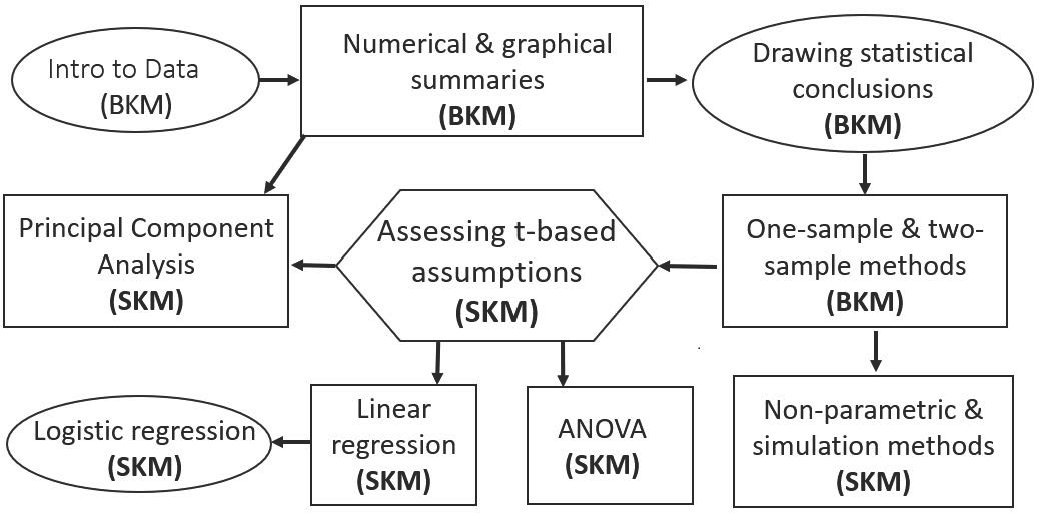 Intro to Data
(BKM)
Numerical & graphical
summaries
(BKM)
Drawing statistical
conclusions
(BKM)
Principal Component
Analysis
(SKM)
Assessing t-based
assumptions
(SKM)
One-sample & two-
sample methods
(BKM)
Logistic regression
(SKM)
Linear
regression
(SKM)
ANOVA
(SKM)
Non-parametric &
simulation methods
(SKM)